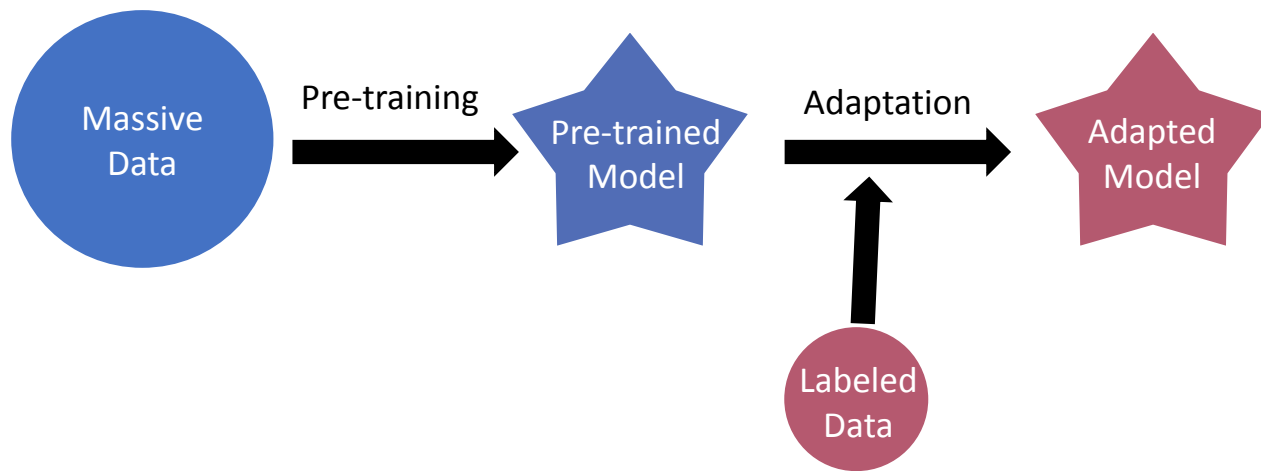 Massive
Data
Pre-training
Pre-trained
Model
Adaptation
Adapted
Model
Labeled
Data